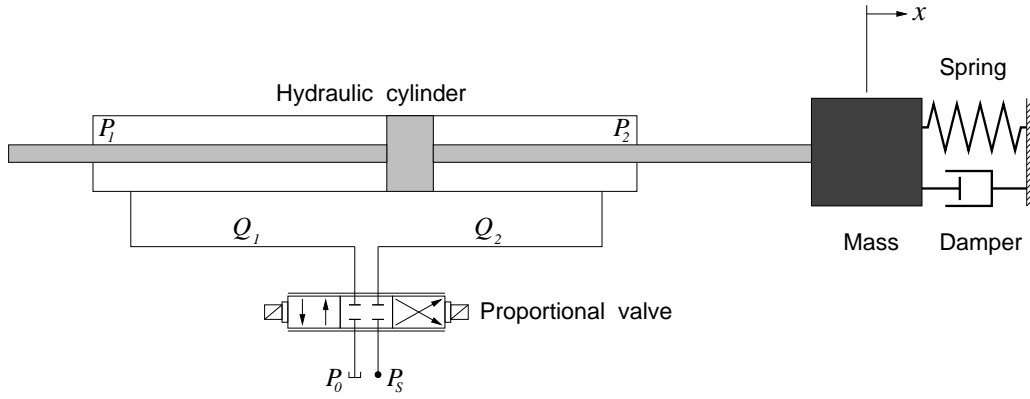 x
Spring
Hydraulic cylinder
P1
P2
Q1
Q2
Mass
Damper
Proportional valve
P0
PS